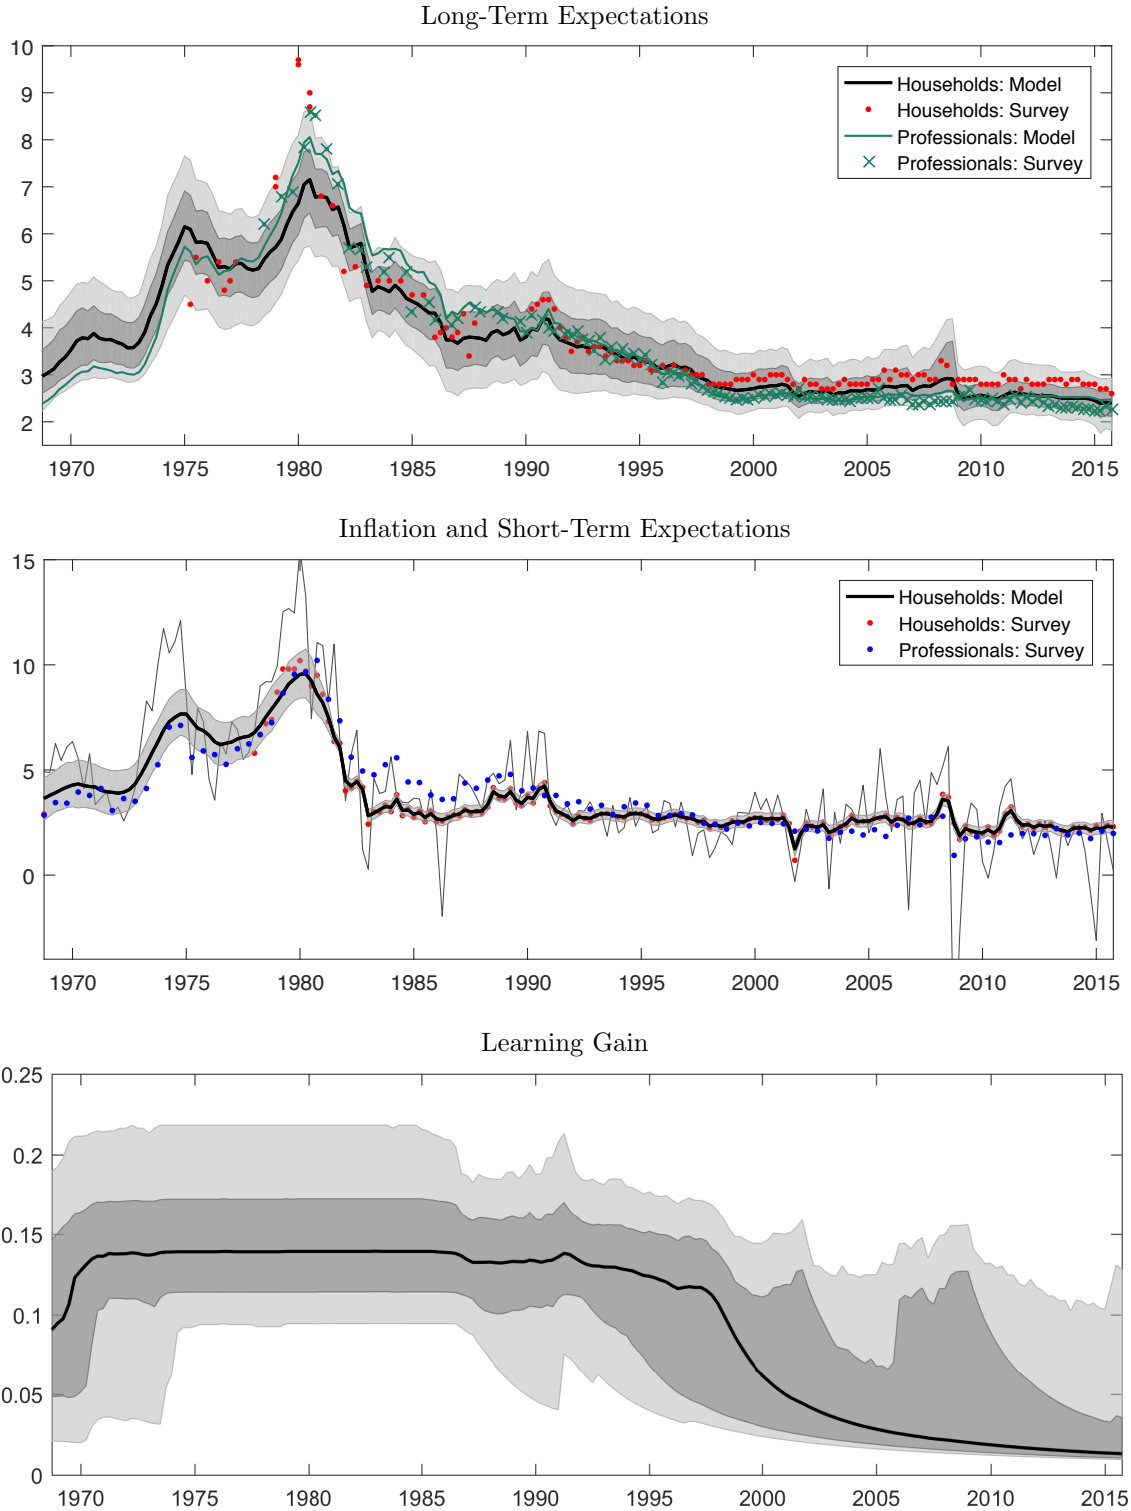 Long-Term Expectations
10
9
8
7
6
5
4
3
2
Households: Model
Households: Survey
Professionals: Model
Professionals: Survey
1970 1975 1980 1985 1990 1995 2000 2005 2010 2015
Inflation and Short-Term Expectations
15
10
5
0
Households: Model
Households: Survey
Professionals: Survey
1970 1975 1980 1985 1990 1995 2000 2005 2010 2015
Learning Gain
0.25
0.2
0.15
0.1
0.05
0
1970 1975 1980 1985 1990 1995 2000 2005 2010 2015